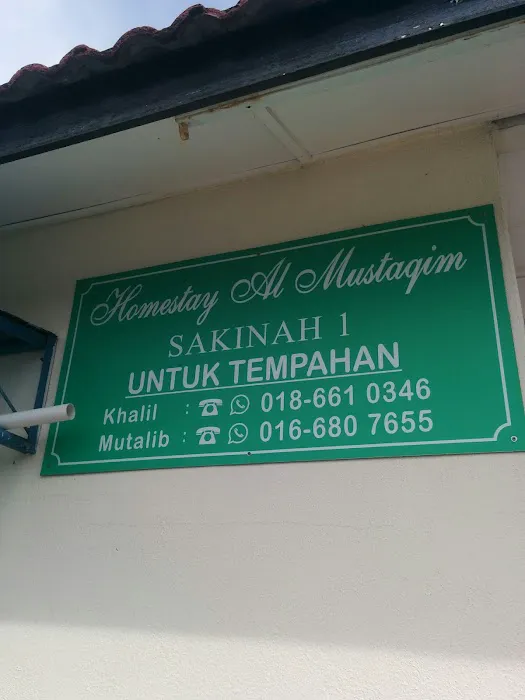 Homestay Al Mustaqim
SAKINAH 1
UNTUK TEMPAHAN
Khalil : 018-661 0346
Mutalib : 016-680 7655